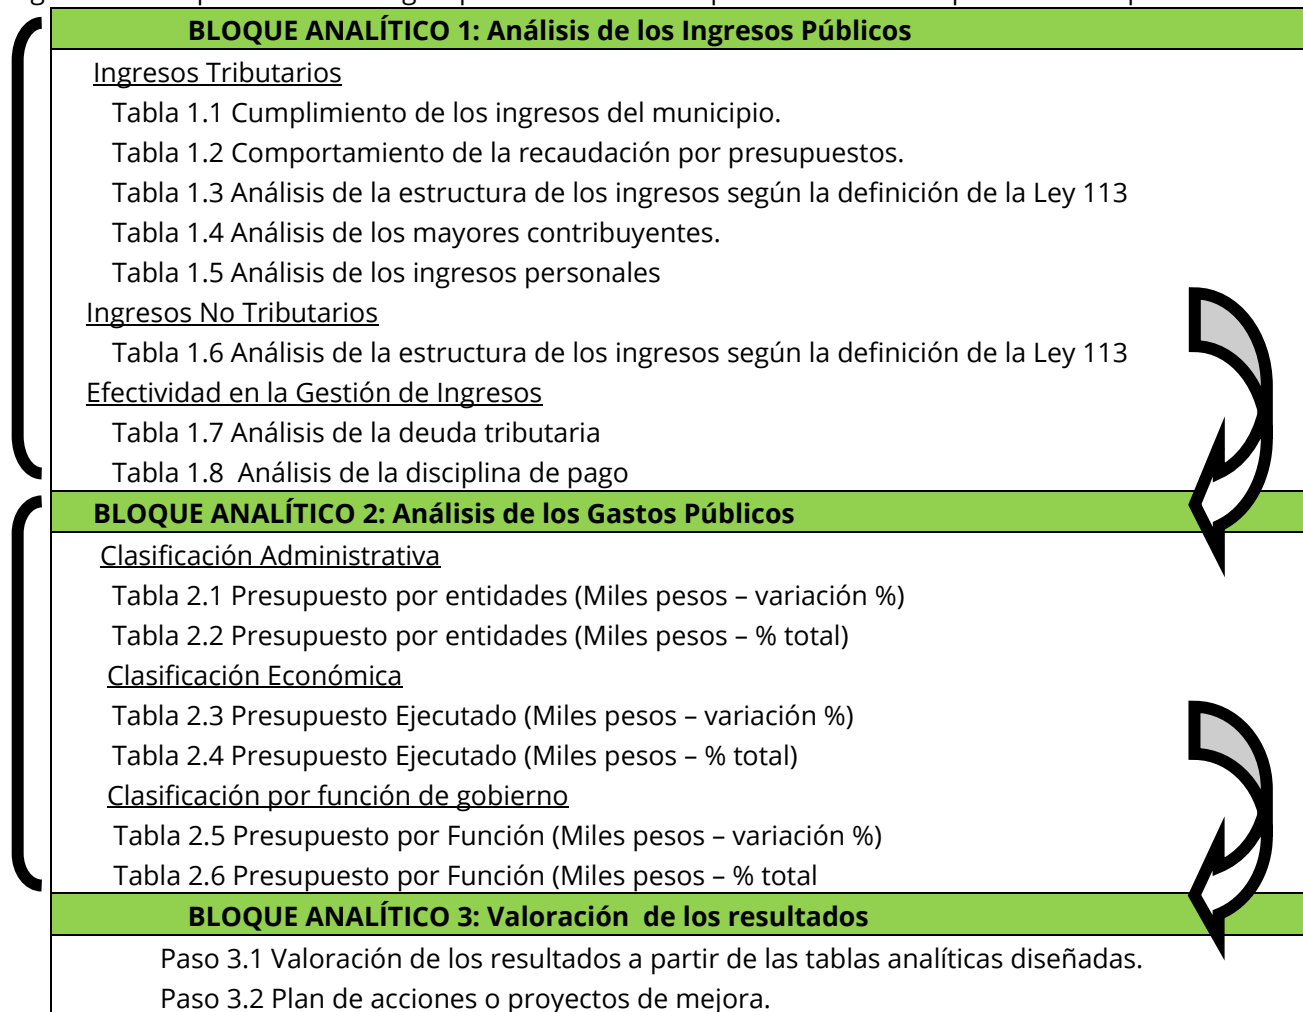 BLOQUE ANALÍTICO 1: Análisis de los Ingresos Públicos
Ingresos Tributarios
Tabla 1.1 Cumplimiento de los ingresos del municipio.
Tabla 1.2 Comportamiento de la recaudación por presupuestos.
Tabla 1.3 Análisis de la estructura de los ingresos según la definición de la Ley 113
Tabla 1.4 Análisis de los mayores contribuyentes.
Tabla 1.5 Análisis de los ingresos personales
Ingresos No Tributarios
Tabla 1.6 Análisis de la estructura de los ingresos según la definición de la Ley 113
Efectividad en la Gestión de Ingresos
Tabla 1.7 Análisis de la deuda tributaria
Tabla 1.8  Análisis de la disciplina de pago
BLOQUE ANALÍTICO 2: Análisis de los Gastos Públicos
Clasificación Administrativa
Tabla 2.1 Presupuesto por entidades (Miles pesos – variación %)
Tabla 2.2 Presupuesto por entidades (Miles pesos – % total)
Clasificación Económica
Tabla 2.3 Presupuesto Ejecutado (Miles pesos – variación %)
Tabla 2.4 Presupuesto Ejecutado (Miles pesos – % total)
Clasificación por función de gobierno
Tabla 2.5 Presupuesto por Función (Miles pesos – variación %)
Tabla 2.6 Presupuesto por Función (Miles pesos – % total
BLOQUE ANALÍTICO 3: Valoración  de los resultados
Paso 3.1 Valoración de los resultados a partir de las tablas analíticas diseñadas.
Paso 3.2 Plan de acciones o proyectos de mejora.